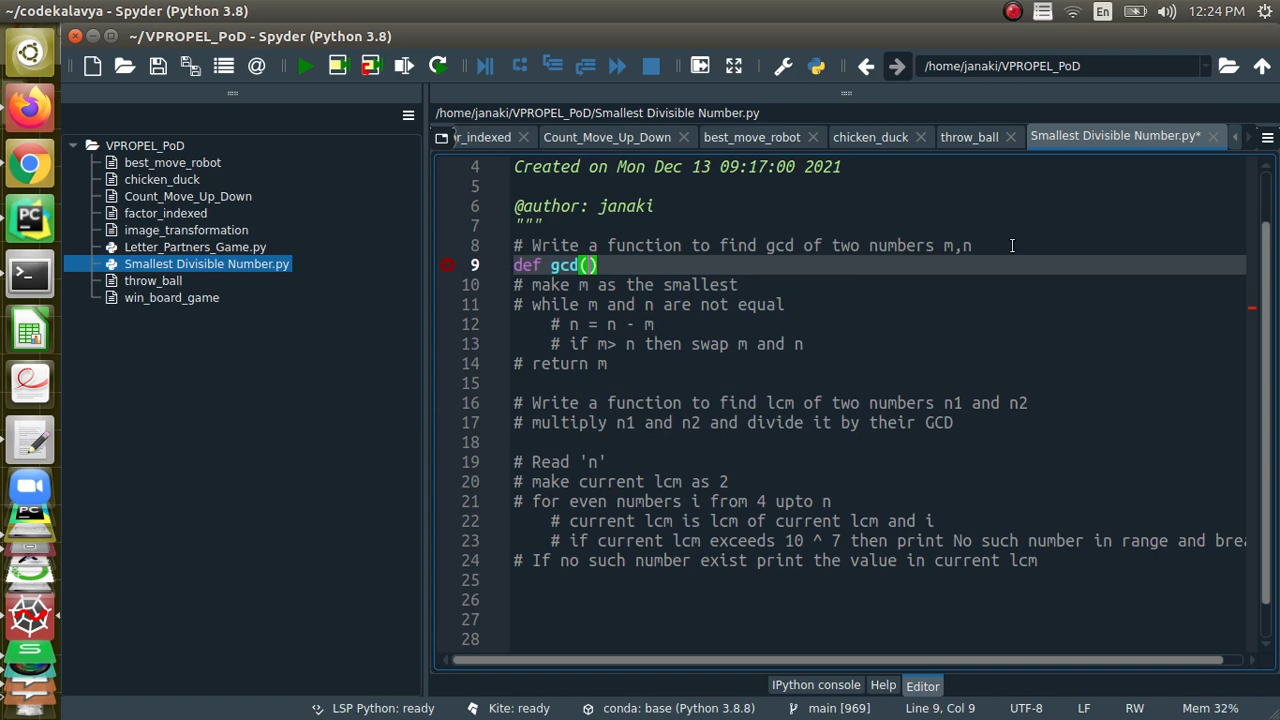 ~/codekalavya - Spyder (Python 3.8)
En
12:24 PM
~/VPROPEL_PoD - Spyder (Python 3.8)
/home/janaki/VPROPEL_PoD
/home/janaki/VPROPEL_PoD/Smallest Divisible Number.py
r_indexed
Count_Move_Up_Down
best_move_robot
chicken_duck
throw_ball
Smallest Divisible Number.py*
VPROPEL_PoD
best_move_robot
chicken_duck
Count_Move_Up_Down
factor_indexed
image_transformation
Letter_Partners_Game.py
Smallest Divisible Number.py
throw_ball
win_board_game
4 Created on Mon Dec 13 09:17:00 2021
5
6 @author: janaki
7 """
8 # Write a function to find gcd of two numbers m,n
9 def gcd()
10 # make m as the smallest
11 # while m and n are not equal
12 # n = n - m
13 # if m> n then swap m and n
14 # return m
15
16 # Write a function to find lcm of two numbers n1 and n2
17 # multiply n1 and n2 and divide it by their GCD
18
19 # Read 'n'
20 # make current lcm as 2
21 # for even numbers i from 4 upto n
22 # current lcm is lcm of current lcm and i
23 # if current lcm exceeds 10 ^ 7 then print No such number in range and brea
24 # If no such number exist print the value in current lcm
25
26
27
28
IPython console
Help
Editor
LSP Python: ready
Kite: ready
conda: base (Python 3.8.8)
main [969]
Line 9, Col 9
UTF-8
LF
RW
Mem 32%